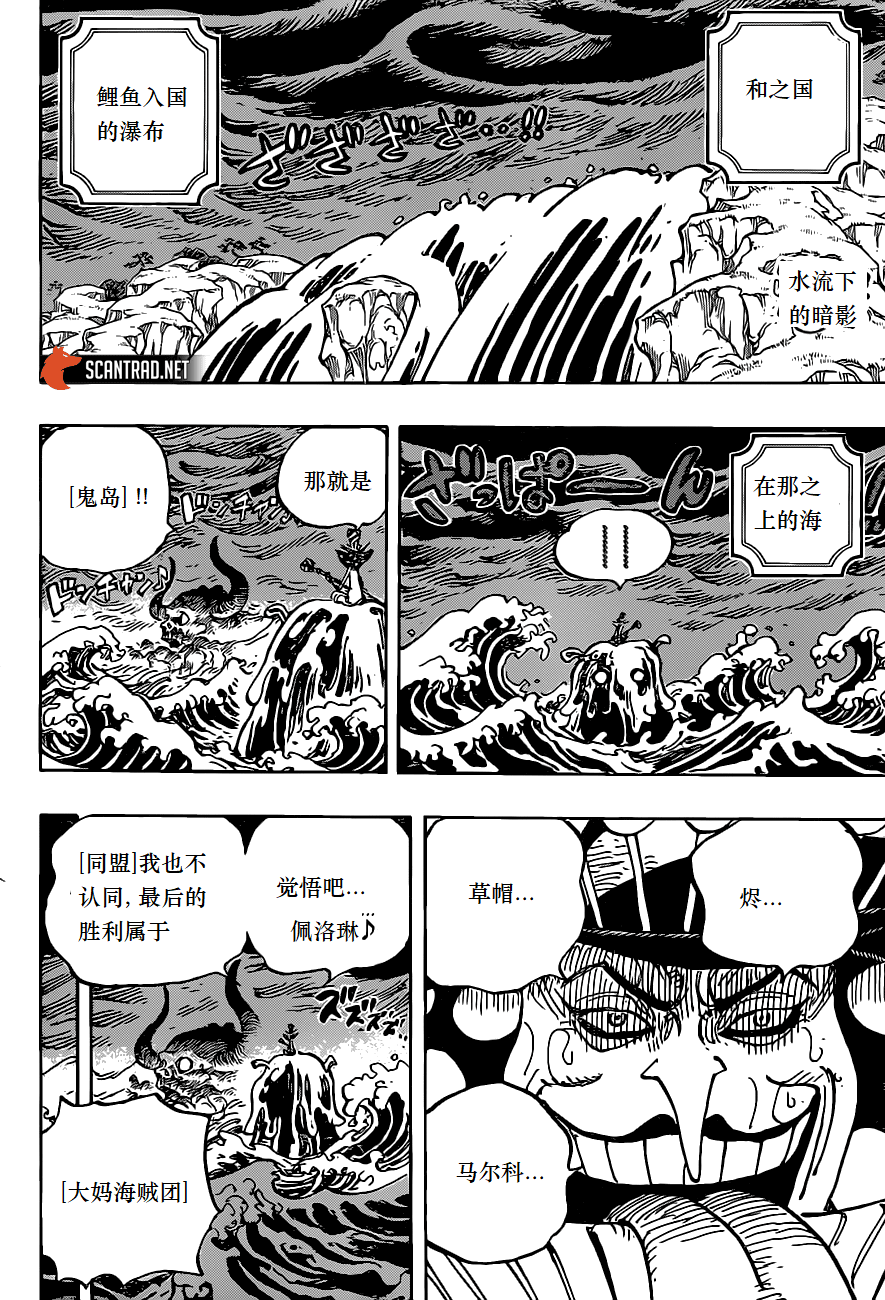 和之国
鲤鱼入国
的瀑布
ざざざざざ…!!
水流下
的暗影
SCANTRAD.NET
在那之
上的海
ざっぱーん
!!
那就是
[鬼岛] !!
ドンチャン
ドンチャン♪
烬…
草帽…
马尔科…
觉悟吧…
佩洛琳…♪
[同盟]我也不
认同, 最后的
胜利属于
ズズズズ…
[大妈海贼团]